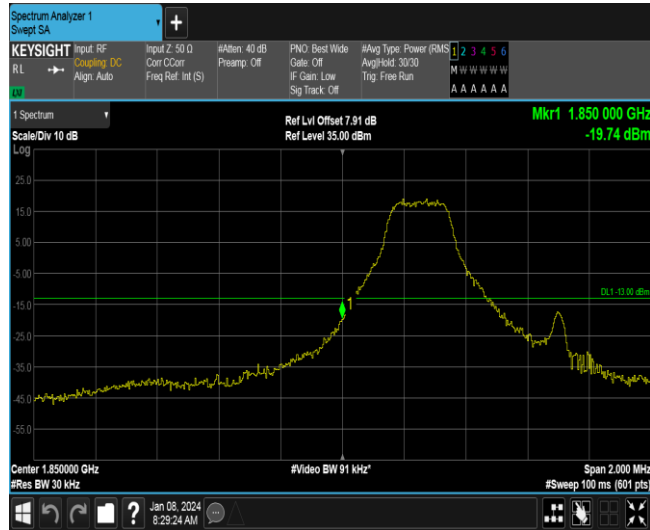 Spectrum Analyzer 1
Swept SA
+
KEYSIGHT
RL
LXI
Input: RF
Coupling: DC
Align: Auto
Input Z: 50 Ω
Corr CCorr
Freq Ref: Int (S)
#Atten: 40 dB
Preamp: Off
PNO: Best Wide
Gate: Off
IF Gain: Low
Sig Track: Off
#Avg Type: Power (RMS
Avg|Hold: 30/30
Trig: Free Run
1 2 3 4 5 6
M W W W W W
A A A A A A
1 Spectrum
Scale/Div 10 dB
Log
Ref Lvl Offset 7.91 dB
Ref Level 35.00 dBm
Mkr1 1.850 000 GHz
-19.74 dBm
25.0
15.0
5.00
-5.00
-15.0
-25.0
-35.0
-45.0
-55.0
DL1 -13.00 dBm
1
Center 1.850000 GHz
#Res BW 30 kHz
#Video BW 91 kHz*
Span 2.000 MHz
#Sweep 100 ms (601 pts)
?
Jan 08, 2024
8:29:24 AM